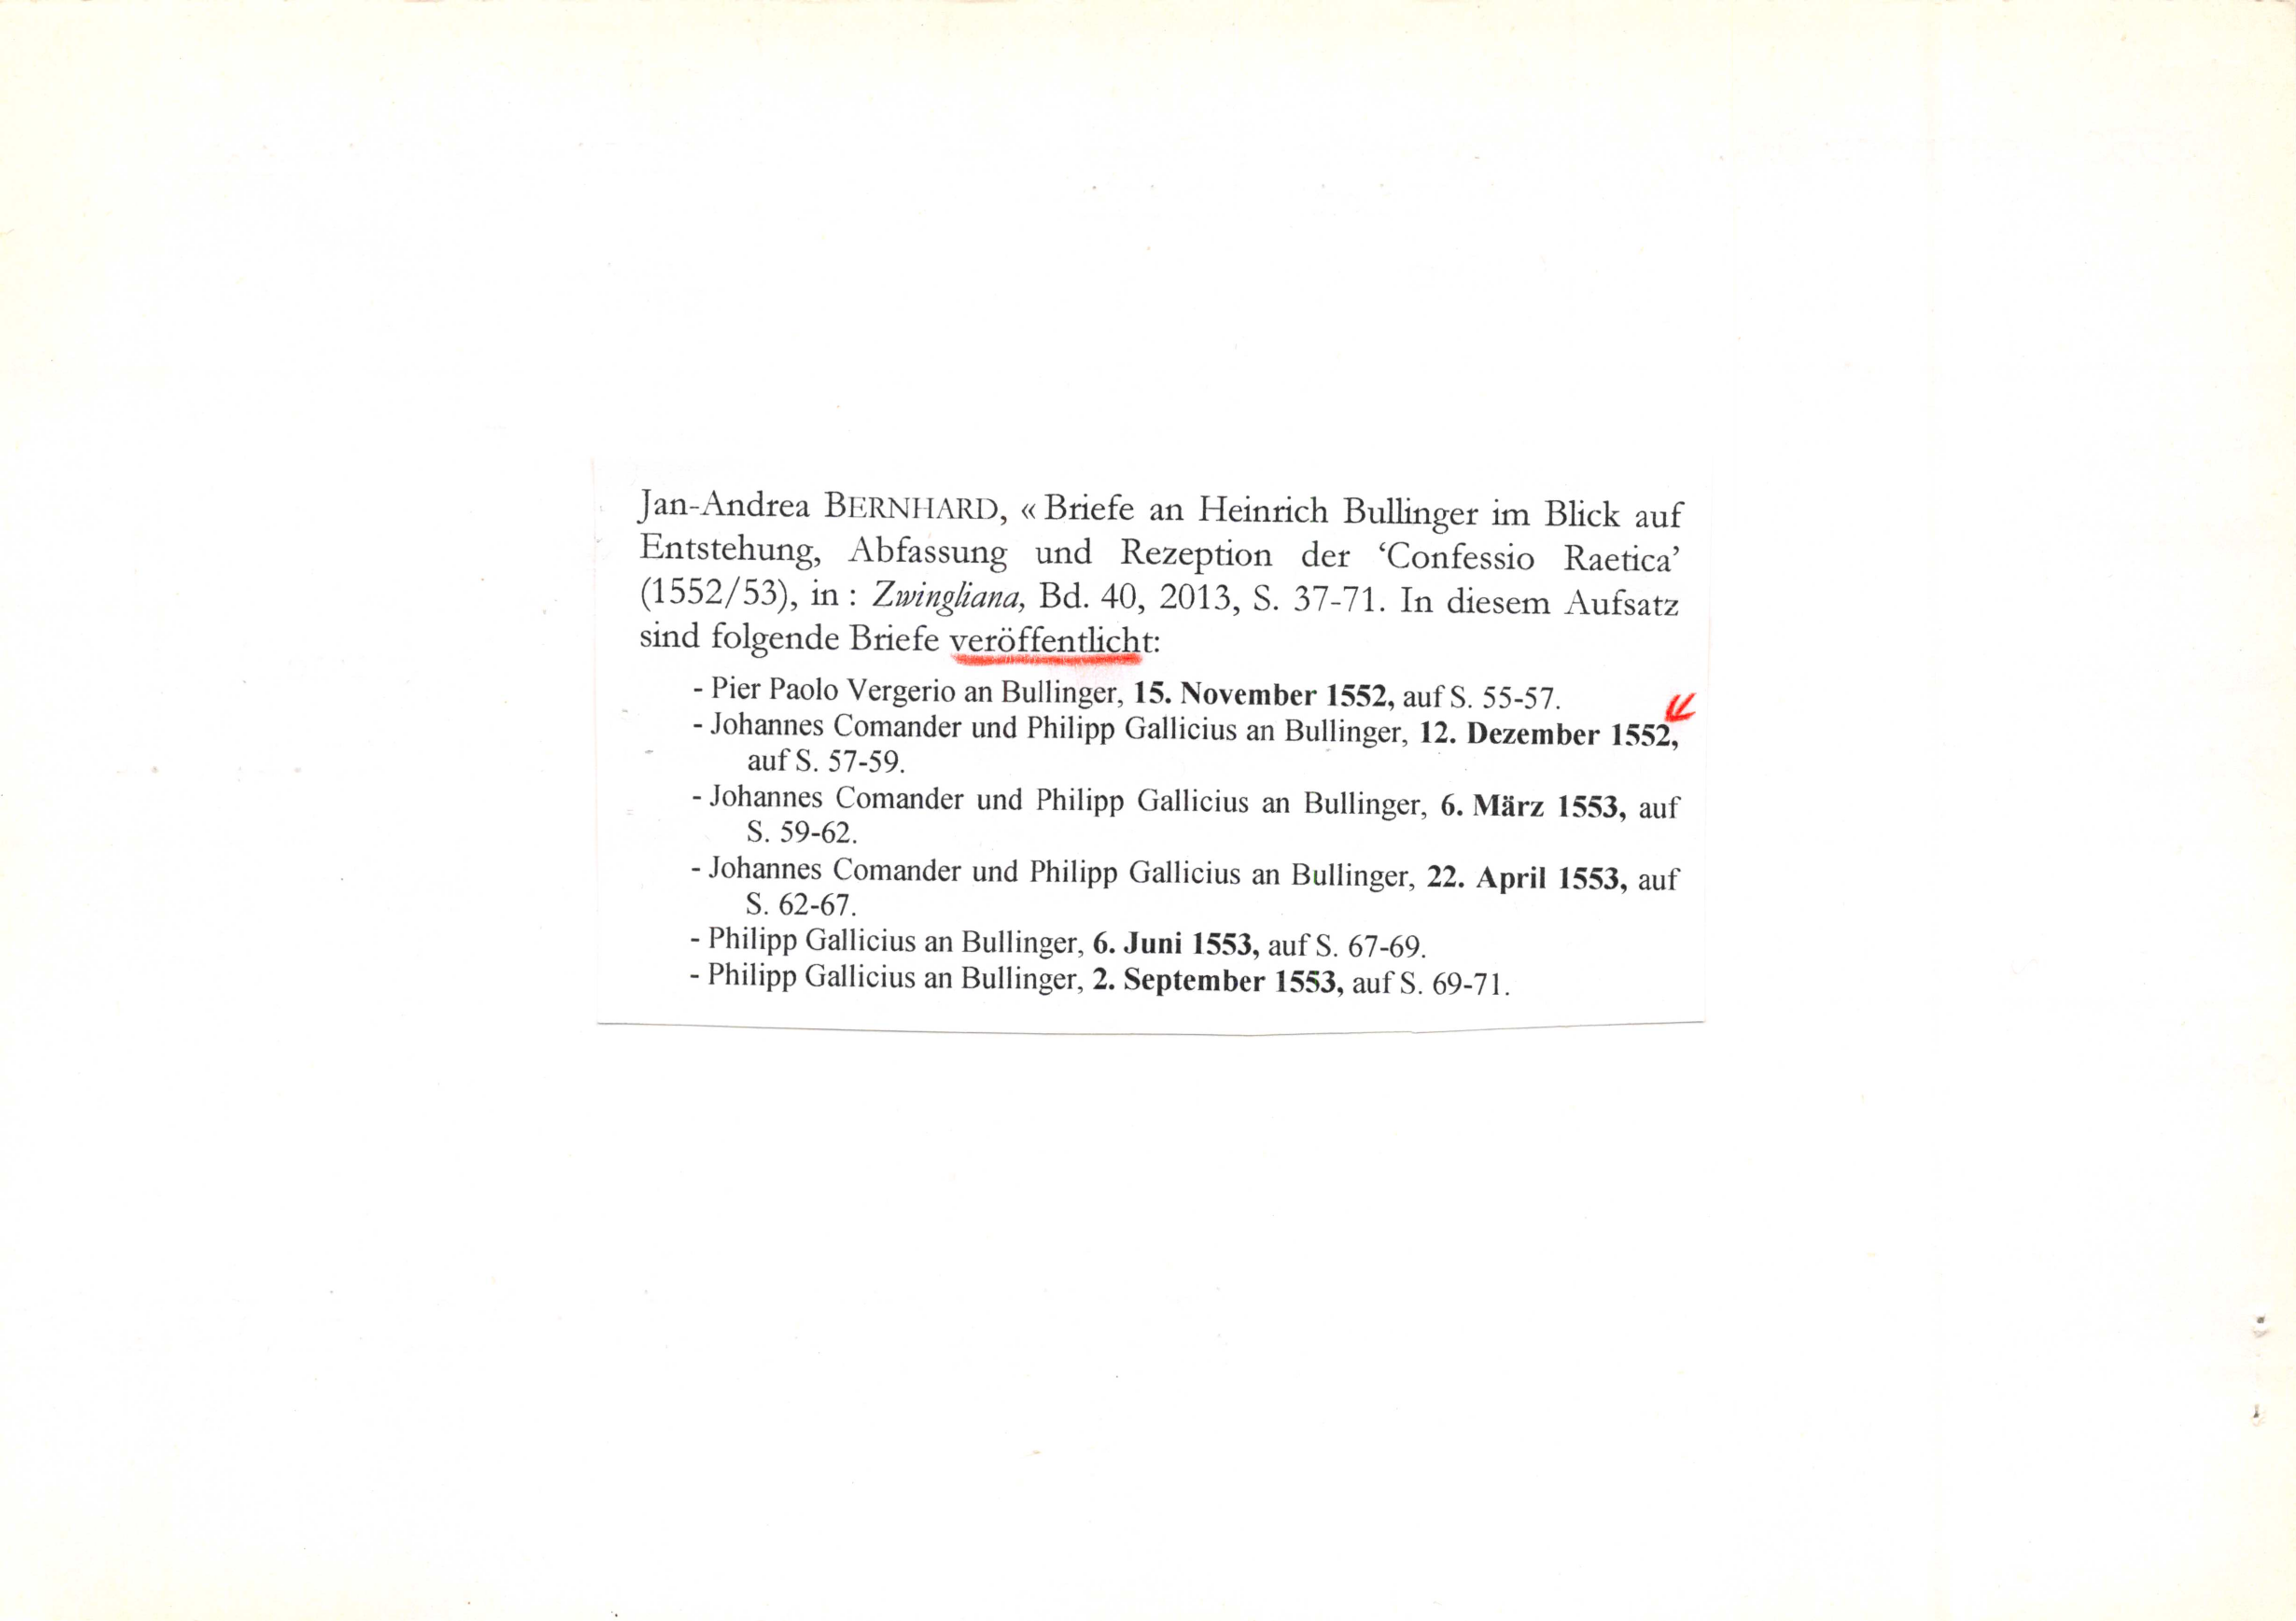 Jan-Andrea BERNHARD, « Briefe an Heinrich Bullinger im Blick auf
Entstehung, Abfassung und Rezeption der ‘Confessio Raetica’
(1552/53), in : Zwingliana, Bd. 40, 2013, S. 37-71. In diesem Aufsatz
sind folgende Briefe veröffentlicht:
- Pier Paolo Vergerio an Bullinger, 15. November 1552, auf S. 55-57.
- Johannes Comander und Philipp Gallicius an Bullinger, 12. Dezember 1552,
auf S. 57-59.
- Johannes Comander und Philipp Gallicius an Bullinger, 6. März 1553, auf
S. 59-62.
- Johannes Comander und Philipp Gallicius an Bullinger, 22. April 1553, auf
S. 62-67.
- Philipp Gallicius an Bullinger, 6. Juni 1553, auf S. 67-69.
- Philipp Gallicius an Bullinger, 2. September 1553, auf S. 69-71.